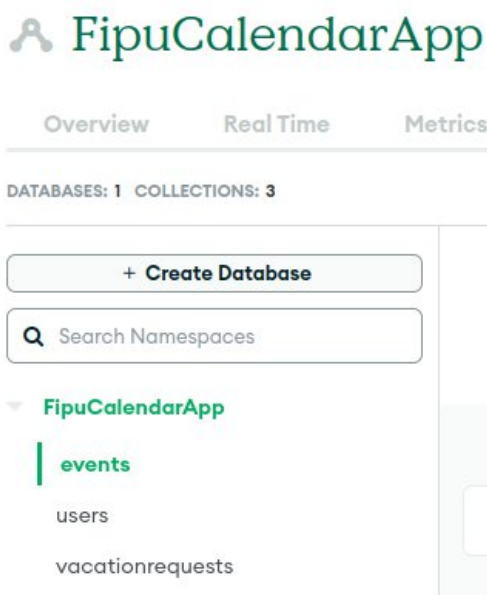 FipuCalendarApp
Overview Real Time Metrics
DATABASES: 1 COLLECTIONS: 3
+ Create Database
Search Namespaces
FipuCalendarApp
events
users
vacationrequests